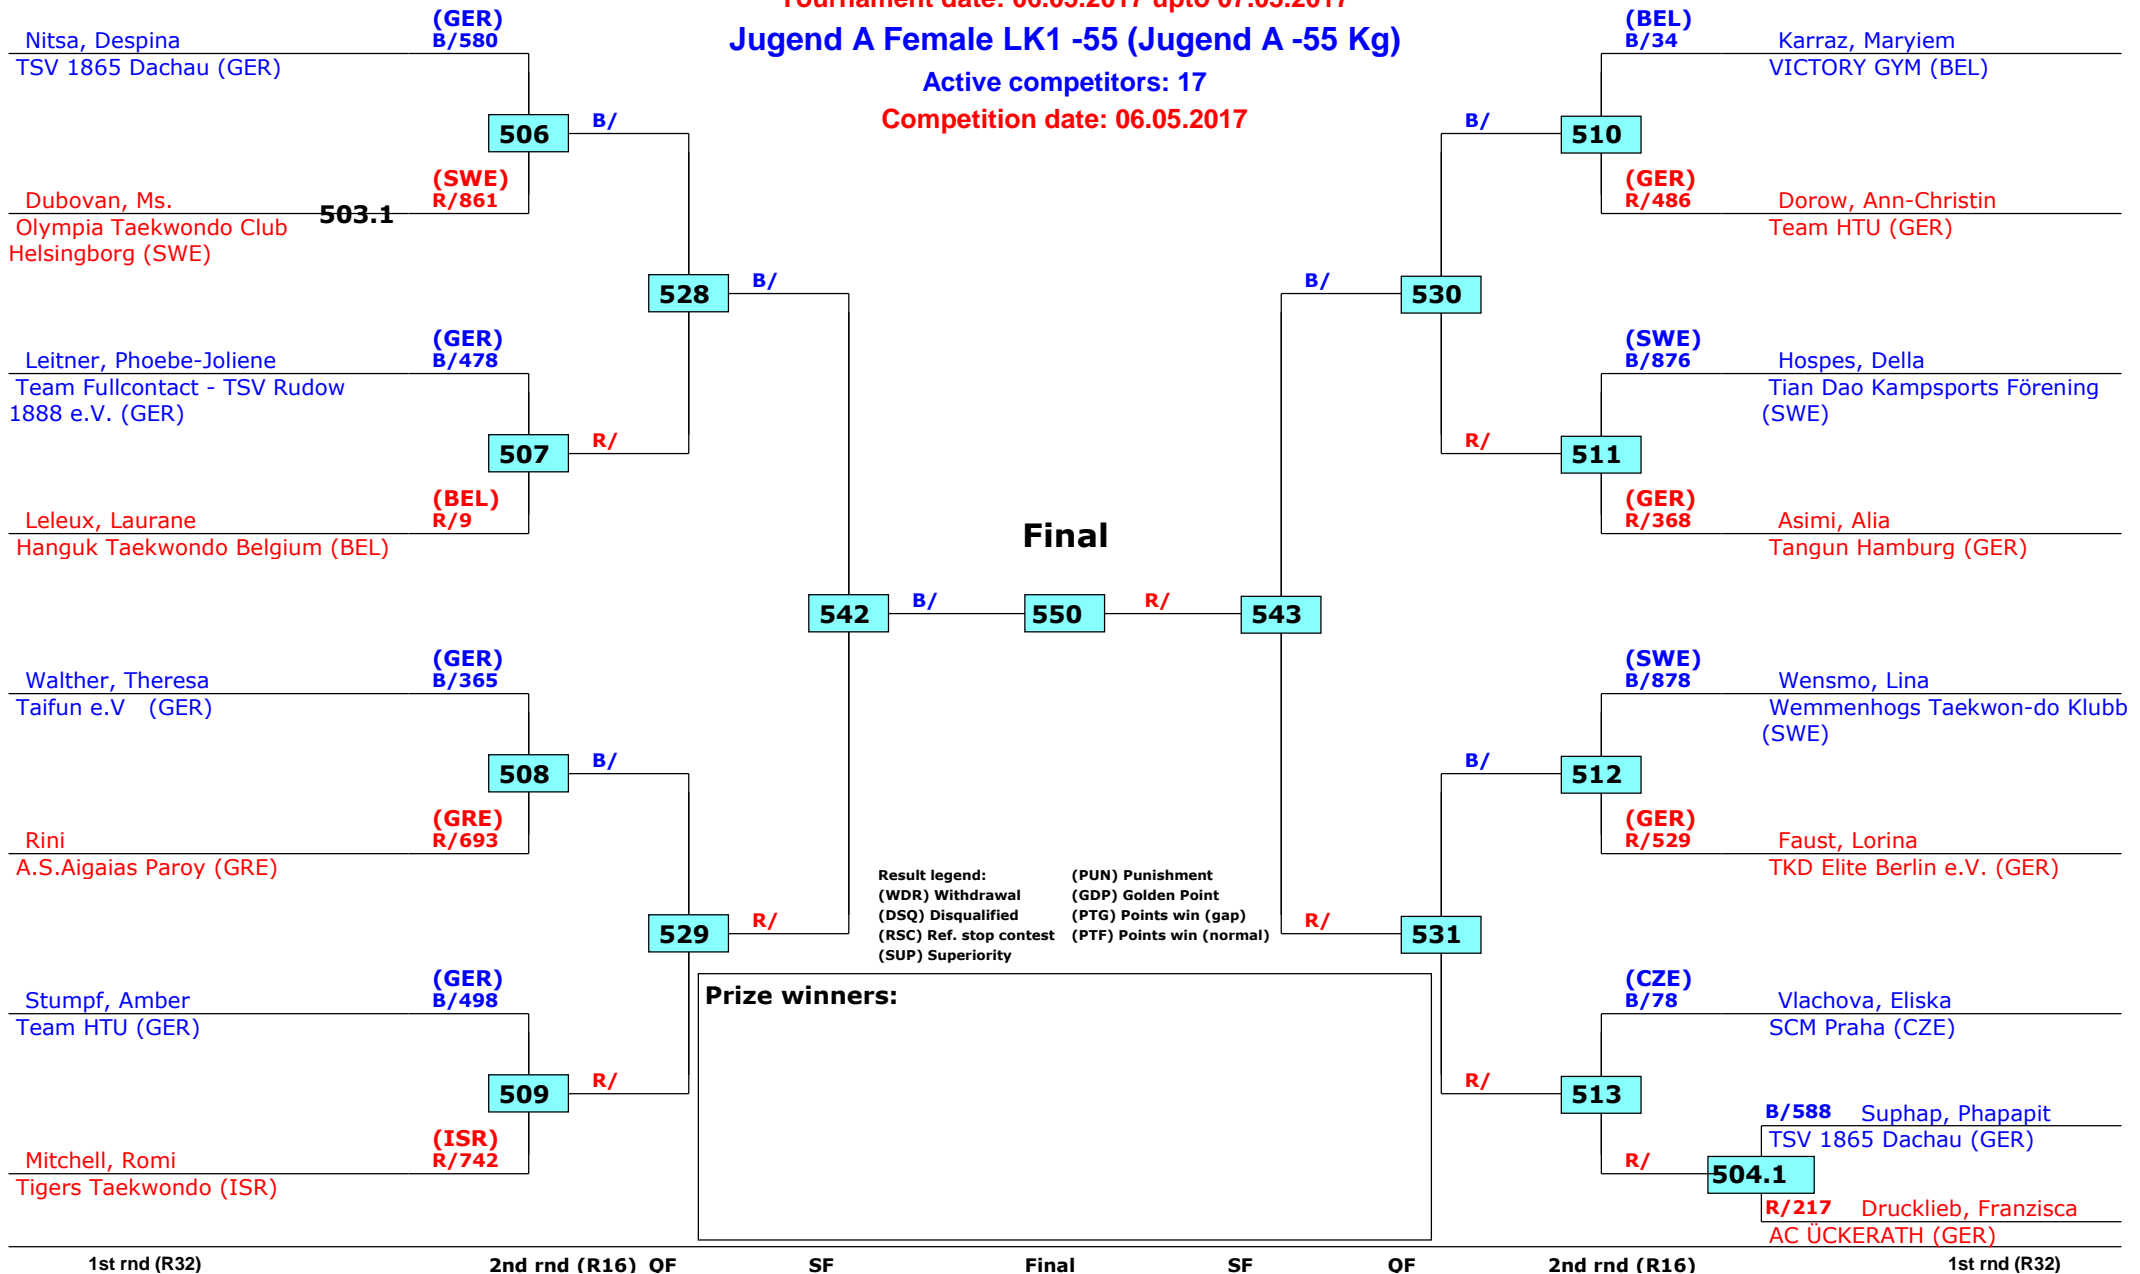 Tournament date: 06.05.2017 upto 07.05.2017
Jugend A Female LK1 -55 (Jugend A -55 Kg)
Active competitors: 17
Competition date: 06.05.2017
(GER)
Nitsa, Despina B/580
TSV 1865 Dachau (GER)
506 B/
(SWE)
Dubovan, Ms. R/861
503.1
Olympia Taekwondo Club
Helsingborg (SWE)
528 B/
(GER)
Leitner, Phoebe-Joliene B/478
Team Fullcontact - TSV Rudow
1888 e.V. (GER)
507 R/
(BEL)
Leleux, Laurane R/9
Hanguk Taekwondo Belgium (BEL)
542 B/
(GER)
Walther, Theresa B/365
Taifun e.V (GER)
508 B/
(GRE)
Rini R/693
A.S.Aigaias Paroy (GRE)
529 R/
(GER)
Stumpf, Amber B/498
Team HTU (GER)
509 R/
(ISR)
Mitchell, Romi R/742
Tigers Taekwondo (ISR)
Final
550
R/ 543
(BEL)
B/34 Karraz, Maryiem
VICTORY GYM (BEL)
B/ 510
(GER)
R/486 Dorow, Ann-Christin
Team HTU (GER)
B/ 530
(SWE)
B/876 Hospes, Della
Tian Dao Kampsports Förening
(SWE)
R/ 511
(GER)
R/368 Asimi, Alia
Tangun Hamburg (GER)
(SWE)
B/878 Wensmo, Lina
Wemmenhogs Taekwon-do Klubb
(SWE)
B/ 512
(GER)
R/529 Faust, Lorina
TKD Elite Berlin e.V. (GER)
R/ 531
(CZE)
B/78 Vlachova, Eliska
SCM Praha (CZE)
R/ 513
B/588 Suphap, Phapapit
TSV 1865 Dachau (GER)
R/ 504.1
R/217 Drucklieb, Franzisca
AC ÜCKERATH (GER)
Result legend: (PUN) Punishment
(WDR) Withdrawal (GDP) Golden Point
(DSQ) Disqualified (PTG) Points win (gap)
(RSC) Ref. stop contest (PTF) Points win (normal)
(SUP) Superiority
Prize winners:
1st rnd (R32) 2nd rnd (R16) QF SF Final SF QF 2nd rnd (R16) 1st rnd (R32)